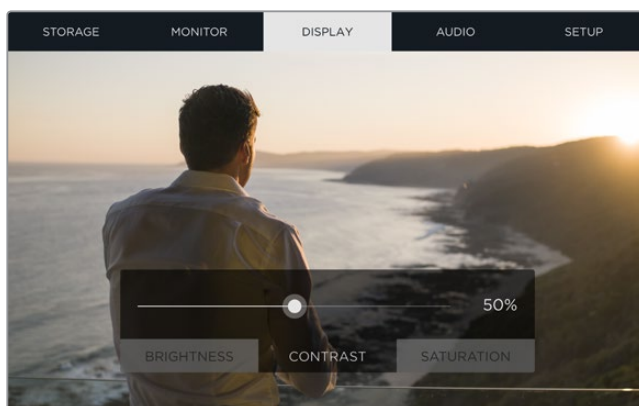 STORAGE MONITOR DISPLAY AUDIO SETUP
50%
BRIGHTNESS CONTRAST SATURATION